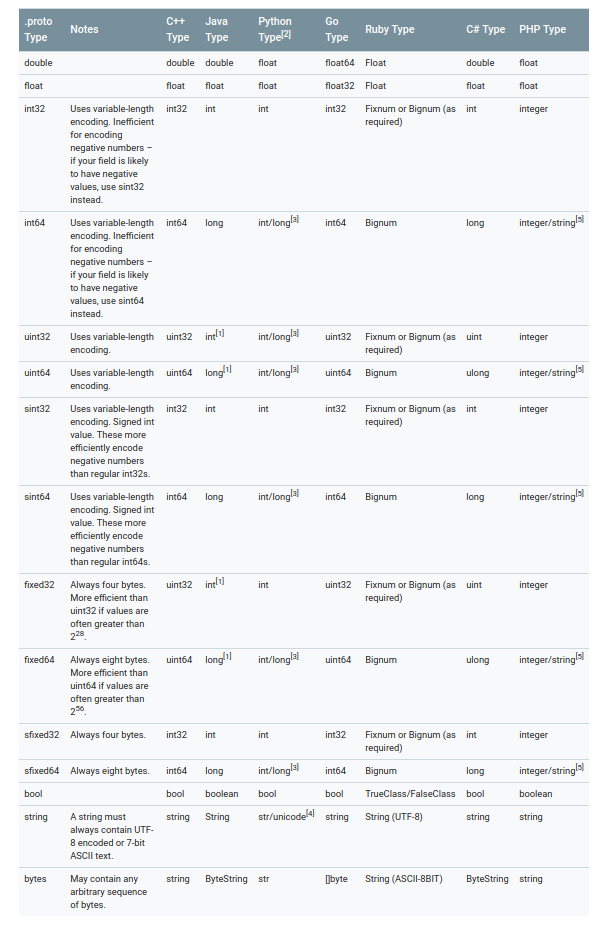 .proto Type | Notes | C++ Type | Java Type | Python Type[2] | Go Type | Ruby Type | C# Type | PHP Type
double | | double | double | float | float64 | Float | double | float
float | | float | float | float | float32 | Float | float | float
int32 | Uses variable-length encoding. Inefficient for encoding negative numbers – if your field is likely to have negative values, use sint32 instead. | int32 | int | int | int32 | Fixnum or Bignum (as required) | int | integer
int64 | Uses variable-length encoding. Inefficient for encoding negative numbers – if your field is likely to have negative values, use sint64 instead. | int64 | long | int/long[3] | int64 | Bignum | long | integer/string[5]
uint32 | Uses variable-length encoding. | uint32 | int[1] | int/long[3] | uint32 | Fixnum or Bignum (as required) | uint | integer
uint64 | Uses variable-length encoding. | uint64 | long[1] | int/long[3] | uint64 | Bignum | ulong | integer/string[5]
sint32 | Uses variable-length encoding. Signed int value. These more efficiently encode negative numbers than regular int32s. | int32 | int | int | int32 | Fixnum or Bignum (as required) | int | integer
sint64 | Uses variable-length encoding. Signed int value. These more efficiently encode negative numbers than regular int64s. | int64 | long | int/long[3] | int64 | Bignum | long | integer/string[5]
fixed32 | Always four bytes. More efficient than uint32 if values are often greater than 2^28. | uint32 | int[1] | int | uint32 | Fixnum or Bignum (as required) | uint | integer
fixed64 | Always eight bytes. More efficient than uint64 if values are often greater than 2^56. | uint64 | long[1] | int/long[3] | uint64 | Bignum | ulong | integer/string[5]
sfixed32 | Always four bytes. | int32 | int | int | int32 | Fixnum or Bignum (as required) | int | integer
sfixed64 | Always eight bytes. | int64 | long | int/long[3] | int64 | Bignum | long | integer/string[5]
bool | | bool | boolean | bool | bool | TrueClass/FalseClass | bool | boolean
string | A string must always contain UTF-8 encoded or 7-bit ASCII text. | string | String | str/unicode[4] | string | String (UTF-8) | string | string
bytes | May contain any arbitrary sequence of bytes. | string | ByteString | str | []byte | String (ASCII-8BIT) | ByteString | string